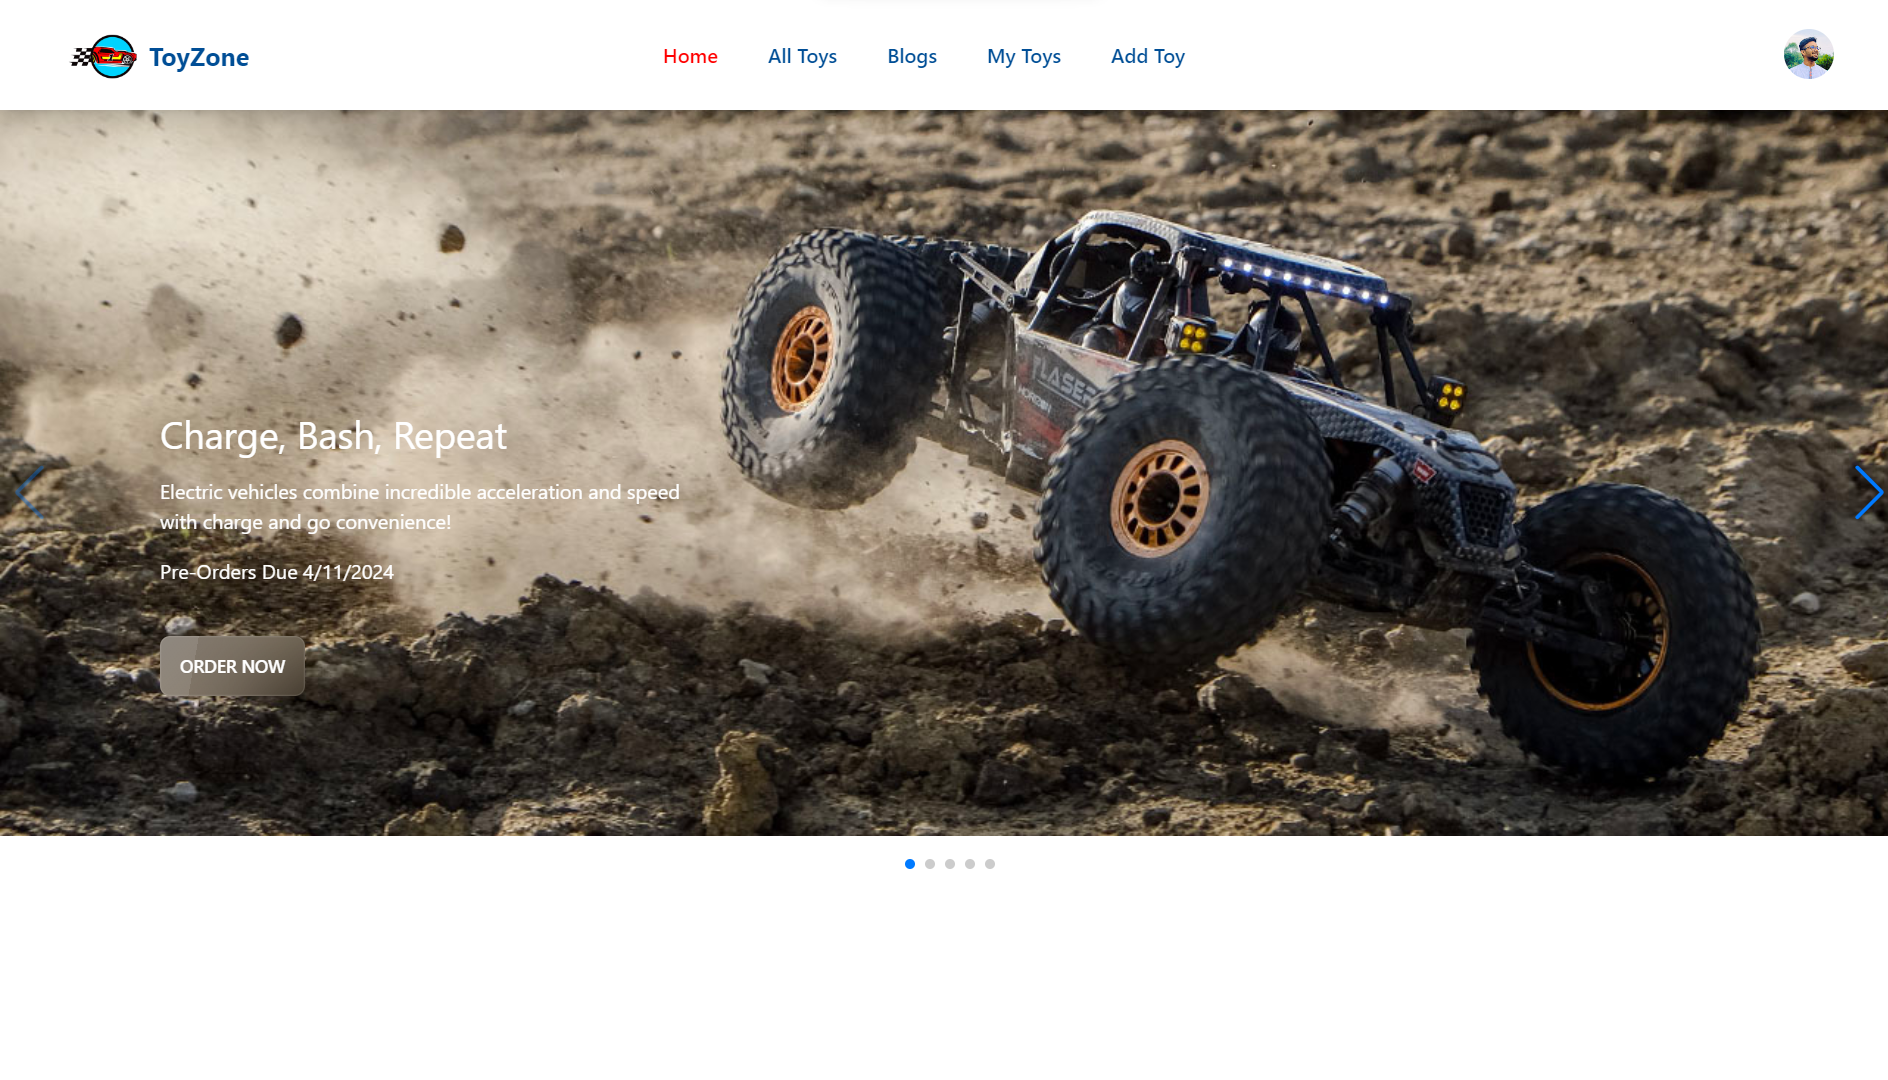 ToyZone
Home
All Toys
Blogs
My Toys
Add Toy
LASER
Charge, Bash, Repeat
Electric vehicles combine incredible acceleration and speed
with charge and go convenience!
Pre-Orders Due 4/11/2024
ORDER NOW